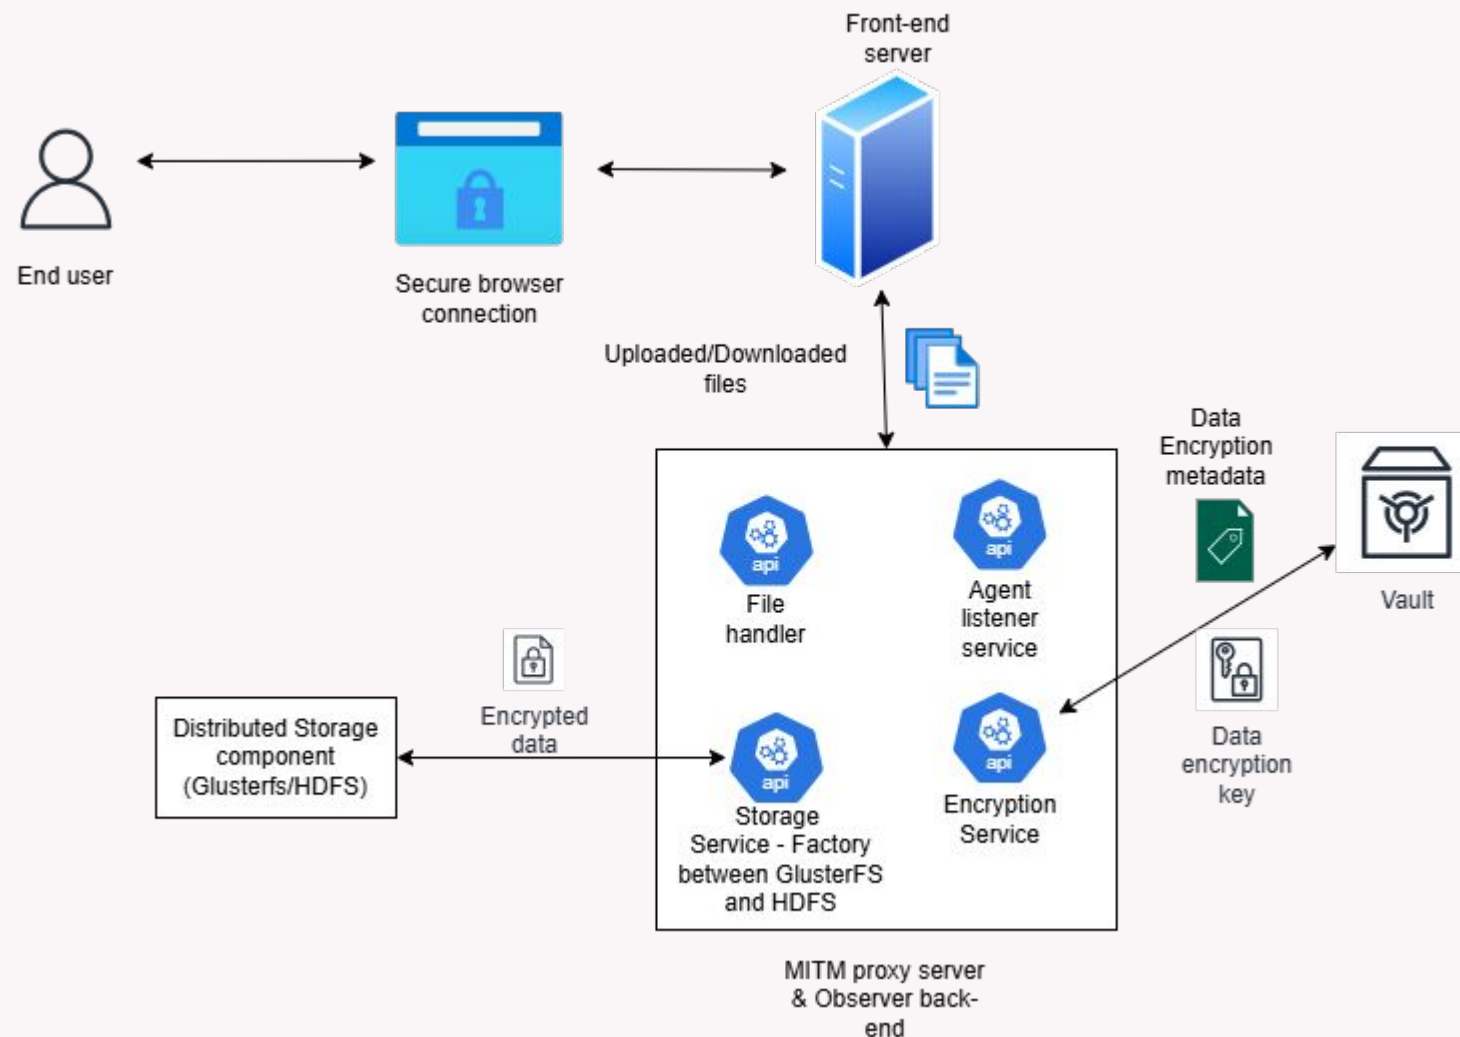 Front-end
server
End user
Secure browser
connection
Uploaded/Downloaded
files
Data
Encryption
metadata
Vault
api
File
handler
api
Agent
listener
service
Encrypted
data
Distributed Storage
component
(Glusterfs/HDFS)
api
Storage
Service - Factory
between GlusterFS
and HDFS
api
Encryption
Service
Data
encryption
key
MITM proxy server
& Observer back-
end